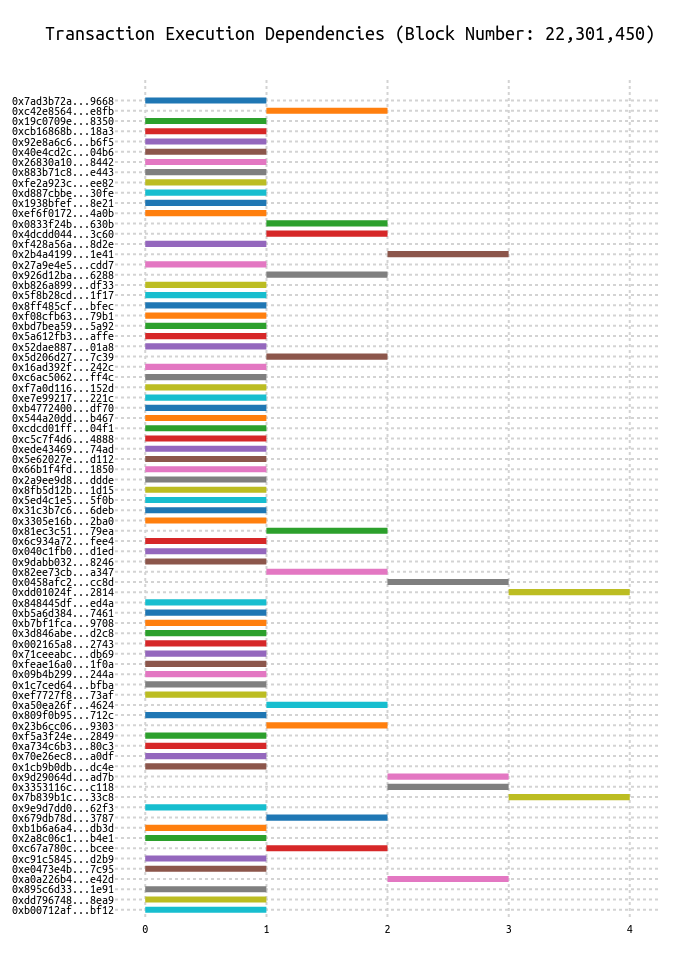 Transaction Execution Dependencies (Block Number: 22,301,450)
0x7ad3b72a...9668
0xc42e8564...e8fb
0x19c0709e...8350
0xcb16868b...18a3
0x92e8a6c6...b6f5
0x40e4cd2c...04b6
0x26830a10...8442
0x883b71c8...e443
0xfe2a923c...ee82
0xd887cbbe...30fe
0x1938bfef...8e21
0xef6f0172...4a0b
0x0833f24b...630b
0x4dcdd044...3c60
0xf428a56a...8d2e
0x2b4a4199...1e41
0x27a9e4e5...cdd7
0x926d12ba...6288
0xb826a899...df33
0x5f8b28cd...1f17
0x8ff485cf...bfec
0xf08cfb63...79b1
0xbd7bea59...5a92
0x5a612fb3...affe
0x52dae887...01a8
0x5d206d27...7c39
0x16ad392f...242c
0xc6ac5062...ff4c
0xf7a0d116...152d
0xe7e99217...221c
0xb4772400...df70
0x544a20dd...b467
0xcdcd01ff...04f1
0xc5c7f4d6...4888
0xede43469...74ad
0x5e62027e...d112
0x66b1f4fd...1850
0x2a9ee9d8...ddde
0x8fb5d12b...1d15
0x5ed4c1e5...5f0b
0x31c3b7c6...6deb
0x3305e16b...2ba0
0x81ec3c51...79ea
0x6c934a72...fee4
0x040c1fb0...d1ed
0x9dabb032...8246
0x82ee73cb...a347
0x0458afc2...cc8d
0xdd01024f...2814
0x848445df...ed4a
0xb5a6d384...7461
0xb7bf1fca...9708
0x3d846abe...d2c8
0x002165a8...2743
0x71ceeabc...db69
0xfeae16a0...1f0a
0x09b4b299...244a
0x1c7ced64...bfba
0xef7727f8...73af
0xa50ea26f...4624
0x809f0b95...712c
0x23b6cc06...9303
0xf5a3f24e...2849
0xa734c6b3...80c3
0x70e26ec8...a0df
0x1cb9b0db...dc4e
0x9d29064d...ad7b
0x3353116c...c118
0x7b839b1c...33c8
0x9e9d7dd0...62f3
0x679db78d...3787
0xb1b6a6a4...db3d
0x2a8c06c1...b4e1
0xc67a780c...bcee
0xc91c5845...d2b9
0xe0473e4b...7c95
0xa0a226b4...e42d
0x895c6d33...1e91
0xdd796748...8ea9
0xb00712af...bf12
0 1 2 3 4